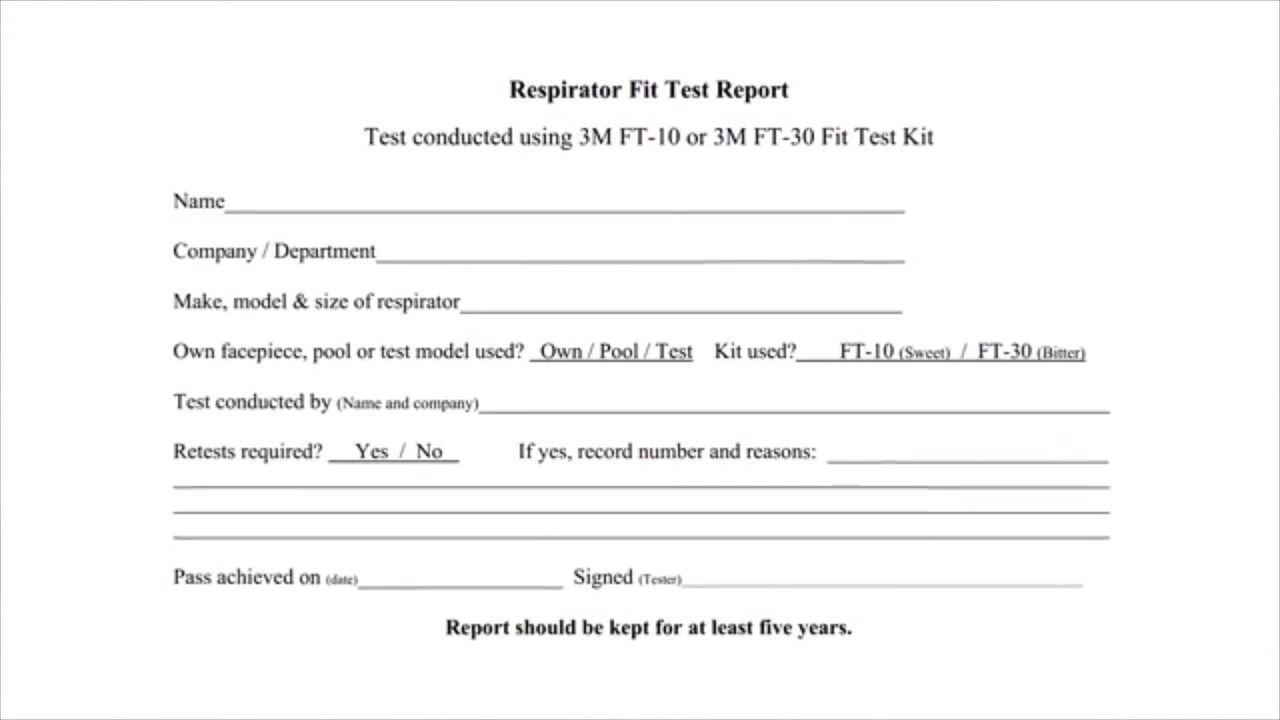 Respirator Fit Test Report
Test conducted using 3M FT-10 or 3M FT-30 Fit Test Kit
Name
Company / Department
Make, model & size of respirator
Own facepiece, pool or test model used? Own / Pool / Test Kit used? FT-10 (Sweet) / FT-30 (Bitter)
Test conducted by (Name and company)
Retests required? Yes / No If yes, record number and reasons:
Pass achieved on (date) Signed (Tester)
Report should be kept for at least five years.